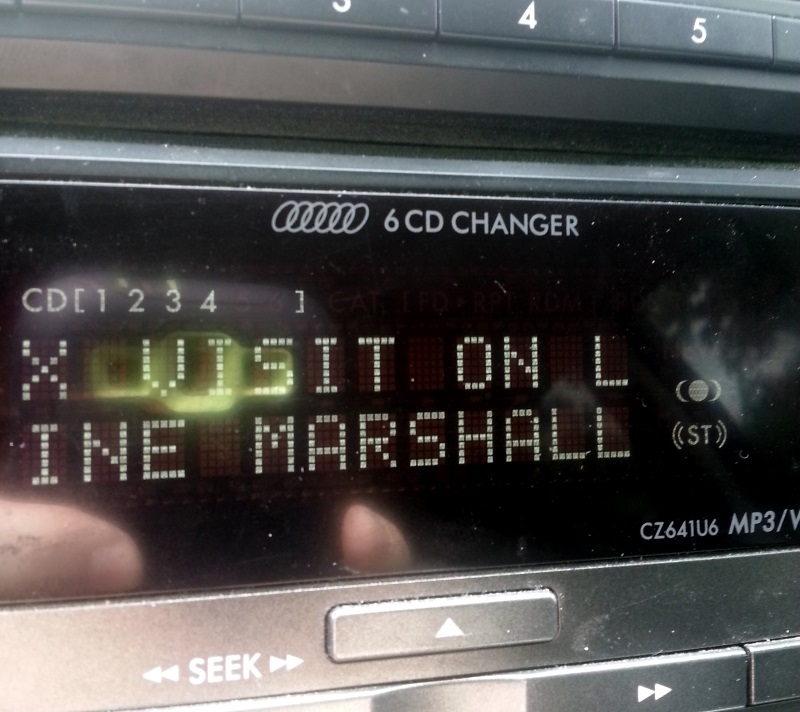 3 4 5
6 CD CHANGER
CD[1 2 3 4 ]
X VISIT ON L
INE MARSHALL
((ST))
CZ641U6 MP3/
SEEK